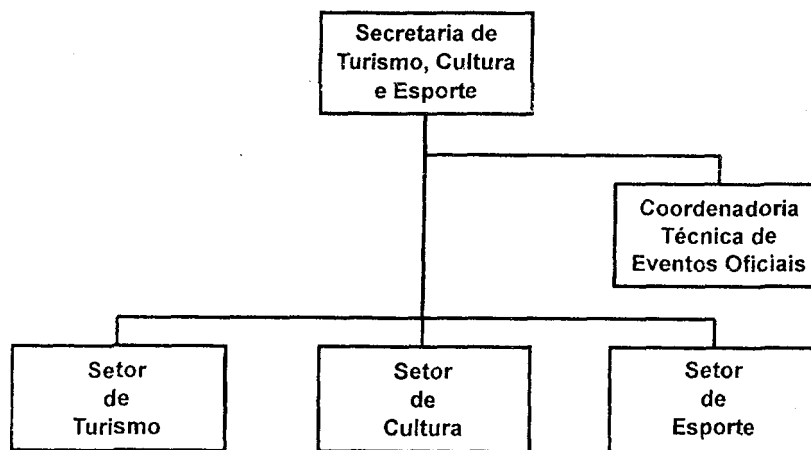 Secretaria de
Turismo, Cultura
e Esporte
Coordenadoria
Técnica de
Eventos Oficiais
Setor
de
Turismo
Setor
de
Cultura
Setor
de
Esporte